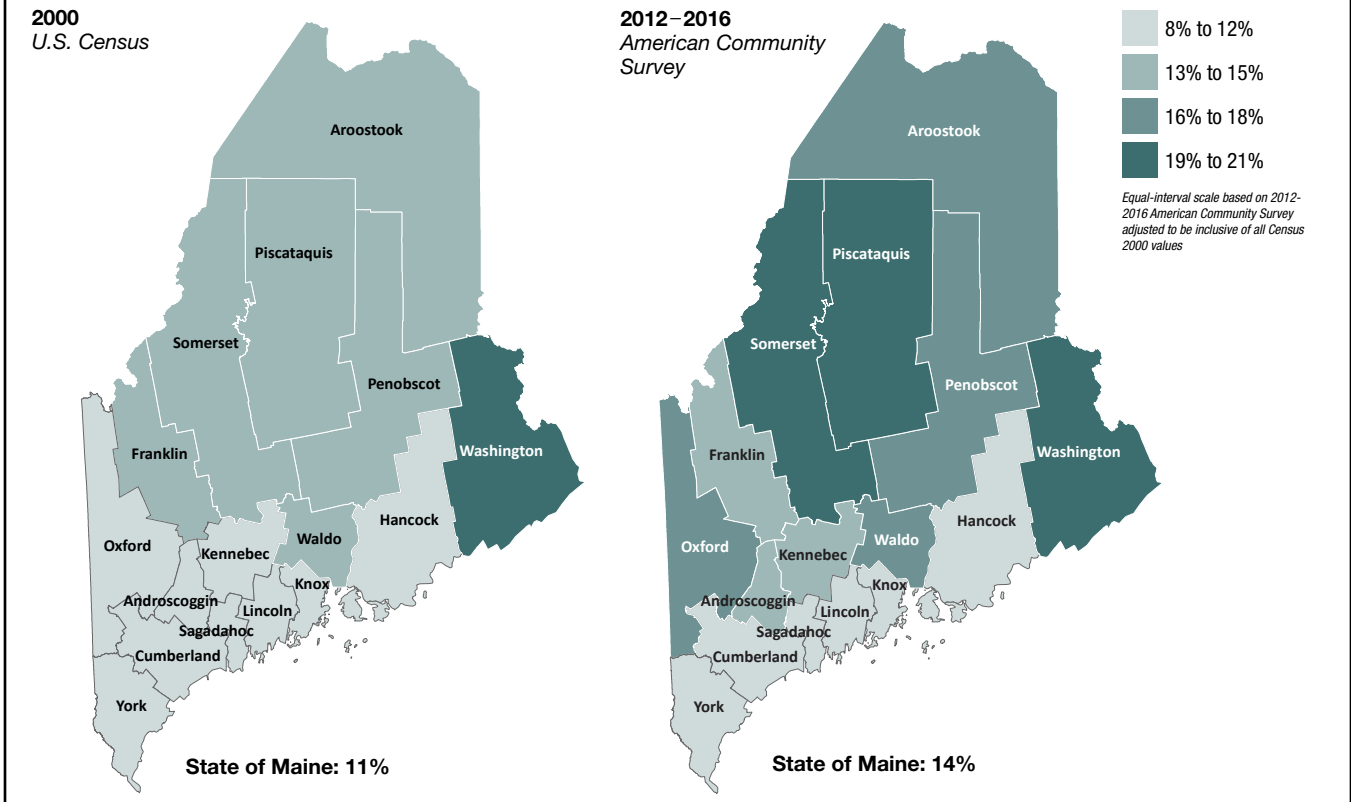 2000
U.S. Census
Aroostook
Piscataquis
Somerset
Penobscot
Franklin
Washington
Hancock
Oxford
Waldo
Kennebec
Knox
Androscoggin
Lincoln
Sagadahoc
Cumberland
York
State of Maine: 11%
2012–2016
American Community
Survey
Aroostook
Piscataquis
Somerset
Penobscot
Franklin
Washington
Hancock
Oxford
Waldo
Kennebec
Knox
Androscoggin
Lincoln
Sagadahoc
Cumberland
York
State of Maine: 14%
8% to 12%
13% to 15%
16% to 18%
19% to 21%
Equal-interval scale based on 2012-
2016 American Community Survey
adjusted to be inclusive of all Census
2000 values